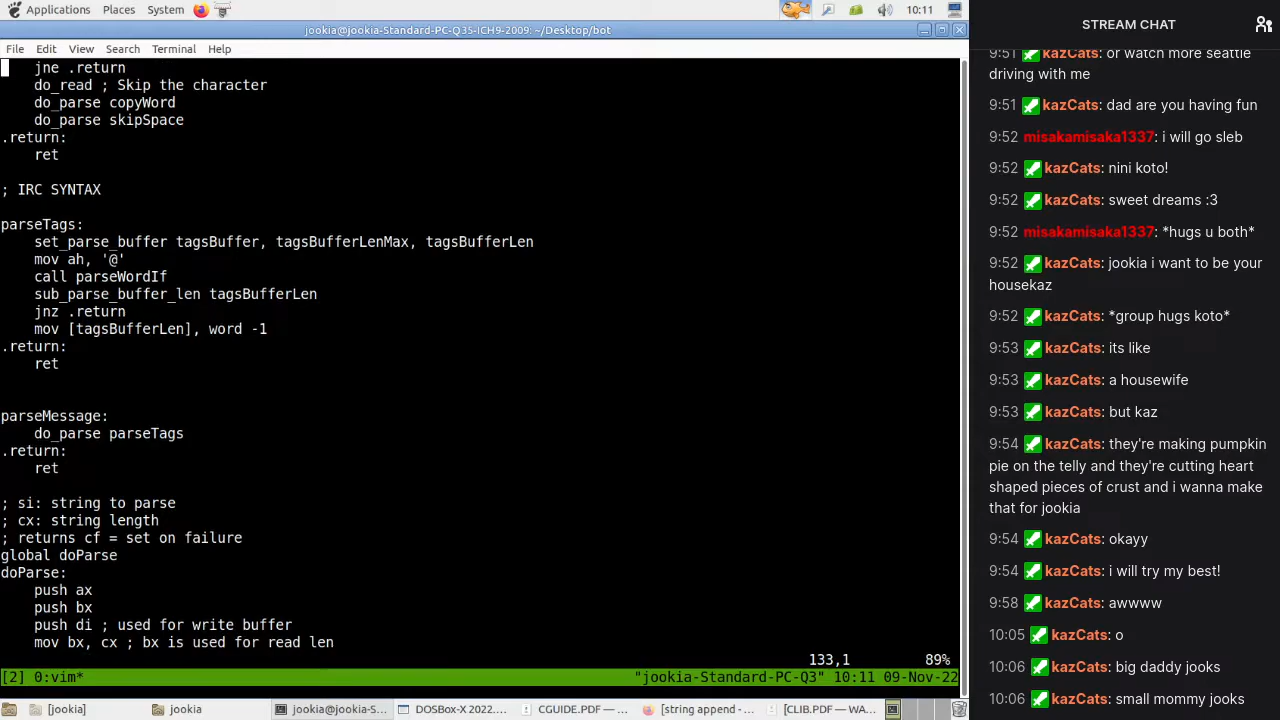 Applications Places System 10:11
jookia@jookia-Standard-PC-Q35-ICH9-2009: ~/Desktop/bot
File Edit View Search Terminal Help
jne .return
do_read ; Skip the character
do_parse copyWord
do_parse skipSpace
.return:
ret
; IRC SYNTAX
parseTags:
set_parse_buffer tagsBuffer, tagsBufferLenMax, tagsBufferLen
mov ah, '@'
call parseWordIf
sub_parse_buffer_len tagsBufferLen
jnz .return
mov [tagsBufferLen], word -1
.return:
ret
parseMessage:
do_parse parseTags
.return:
ret
; si: string to parse
; cx: string length
; returns cf = set on failure
global doParse
doParse:
push ax
push bx
push di ; used for write buffer
mov bx, cx ; bx is used for read len
133,1 89%
[2] 0:vim* "jookia-Standard-PC-Q3" 10:11 09-Nov-22
[jookia] jookia jookia@jookiaS... DOSBox-X 2022.... CGUIDE.PDF — ... [string append - ... [CLIB.PDF — WA...
STREAM CHAT
9:51 kazCats: or watch more seattle
driving with me
9:51 kazCats: dad are you having fun
9:52 misakamisaka1337: i will go sleb
9:52 kazCats: nini koto!
9:52 kazCats: sweet dreams :3
9:52 misakamisaka1337: *hugs u both*
9:52 kazCats: jookia i want to be your
housekaz
9:52 kazCats: *group hugs koto*
9:53 kazCats: its like
9:53 kazCats: a housewife
9:53 kazCats: but kaz
9:54 kazCats: they're making pumpkin
pie on the telly and they're cutting heart
shaped pieces of crust and i wanna make
that for jookia
9:54 kazCats: okayy
9:54 kazCats: i will try my best!
9:58 kazCats: awwww
10:05 kazCats: o
10:06 kazCats: big daddy jooks
10:06 kazCats: small mommy jooks